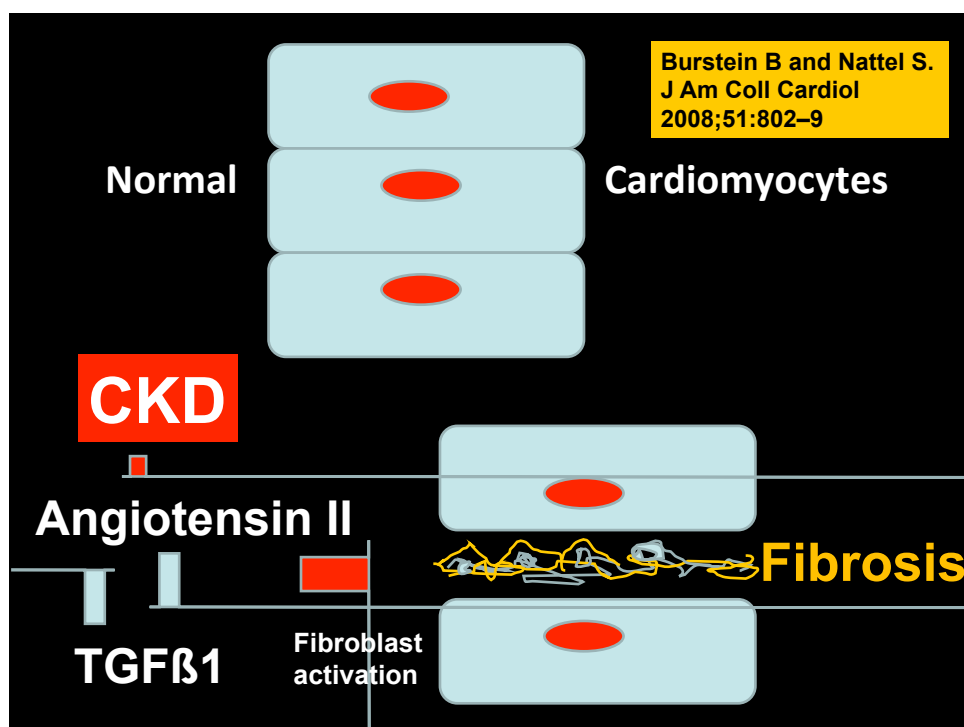 Burstein B and Nattel S.
J Am Coll Cardiol
2008;51:802–9
Normal
Cardiomyocytes
CKD
Angiotensin II
Fibrosis
TGFß1
Fibroblast
activation